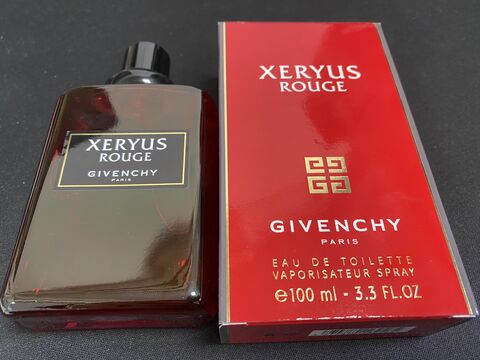 XERYUS
ROUGE
GIVENCHY
PARIS
XERYUS
ROUGE
GIVENCHY
PARIS
EAU DE TOILETTE
VAPORISATEUR SPRAY
℮100 ml - 3.3 FL.OZ